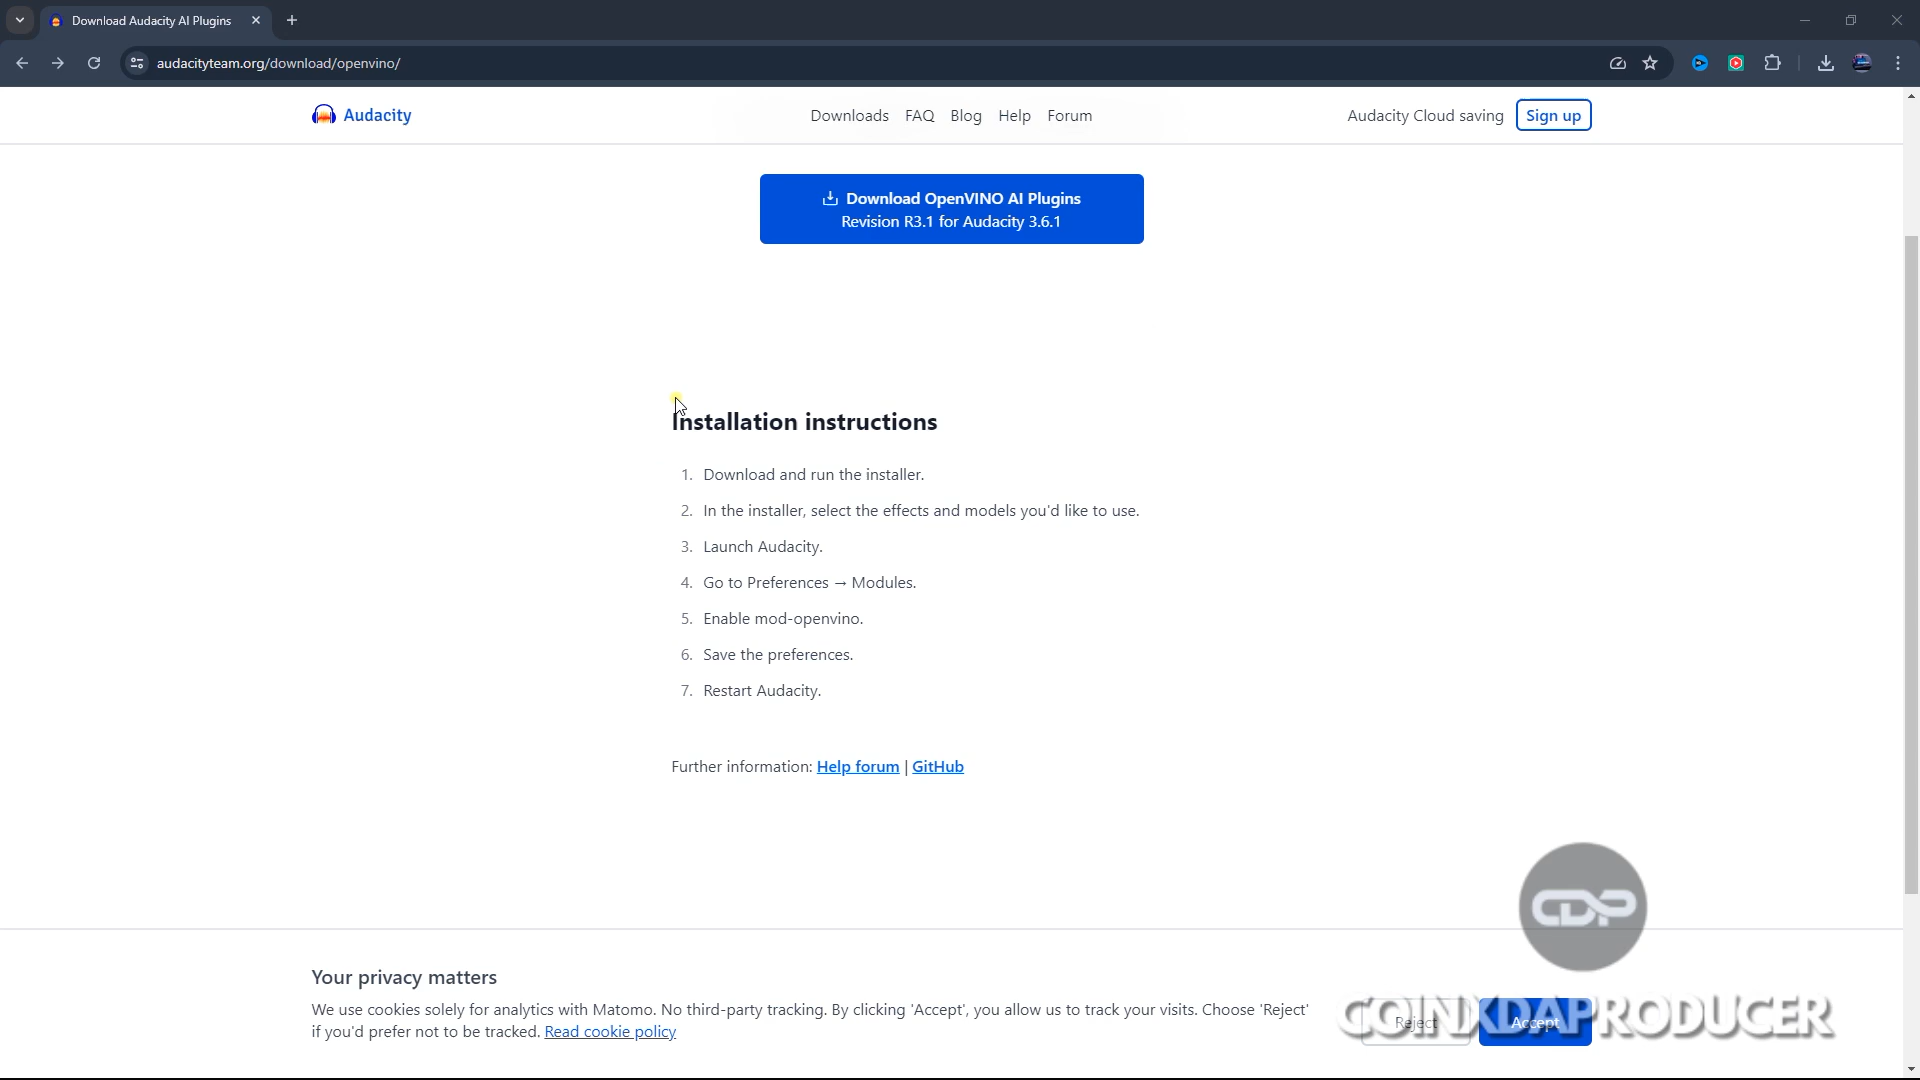 Download Audacity AI Plugins
audacityteam.org/download/openvino/
Audacity
Downloads FAQ Blog Help Forum
Audacity Cloud saving Sign up
Download OpenVINO AI Plugins
Revision R3.1 for Audacity 3.6.1
Installation instructions
1. Download and run the installer.
2. In the installer, select the effects and models you'd like to use.
3. Launch Audacity.
4. Go to Preferences → Modules.
5. Enable mod-openvino.
6. Save the preferences.
7. Restart Audacity.
Further information: Help forum | GitHub
CDP
Your privacy matters
We use cookies solely for analytics with Matomo. No third-party tracking. By clicking 'Accept', you allow us to track your visits. Choose 'Reject'
if you'd prefer not to be tracked. Read cookie policy
Reject Accept
COINXDAPRODUCER